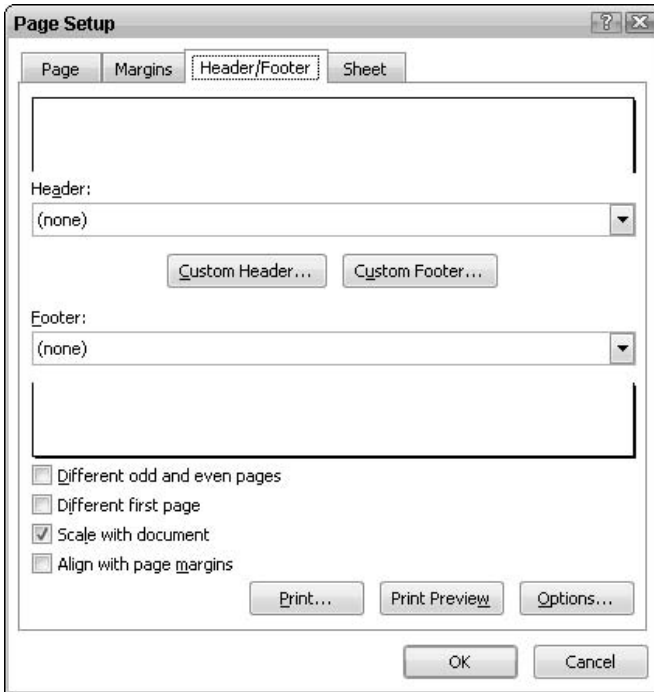 Page Setup
Page Margins Header/Footer Sheet
Header:
(none)
Custom Header... Custom Footer...
Footer:
(none)
Different odd and even pages
Different first page
Scale with document
Align with page margins
Print... Print Preview Options...
OK Cancel